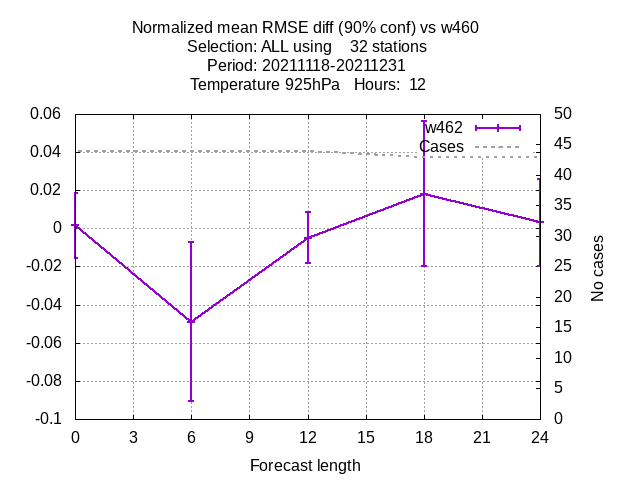 Normalized mean RMSE diff (90% conf) vs w460
Selection: ALL using    32 stations
Period: 20211118-20211231
Temperature 925hPa   Hours:  12
w462
Cases
0.06
0.04
0.02
0
-0.02
-0.04
-0.06
-0.08
-0.1
50
45
40
35
30
25
20
15
10
5
0
No cases
0 3 6 9 12 15 18 21 24
Forecast length